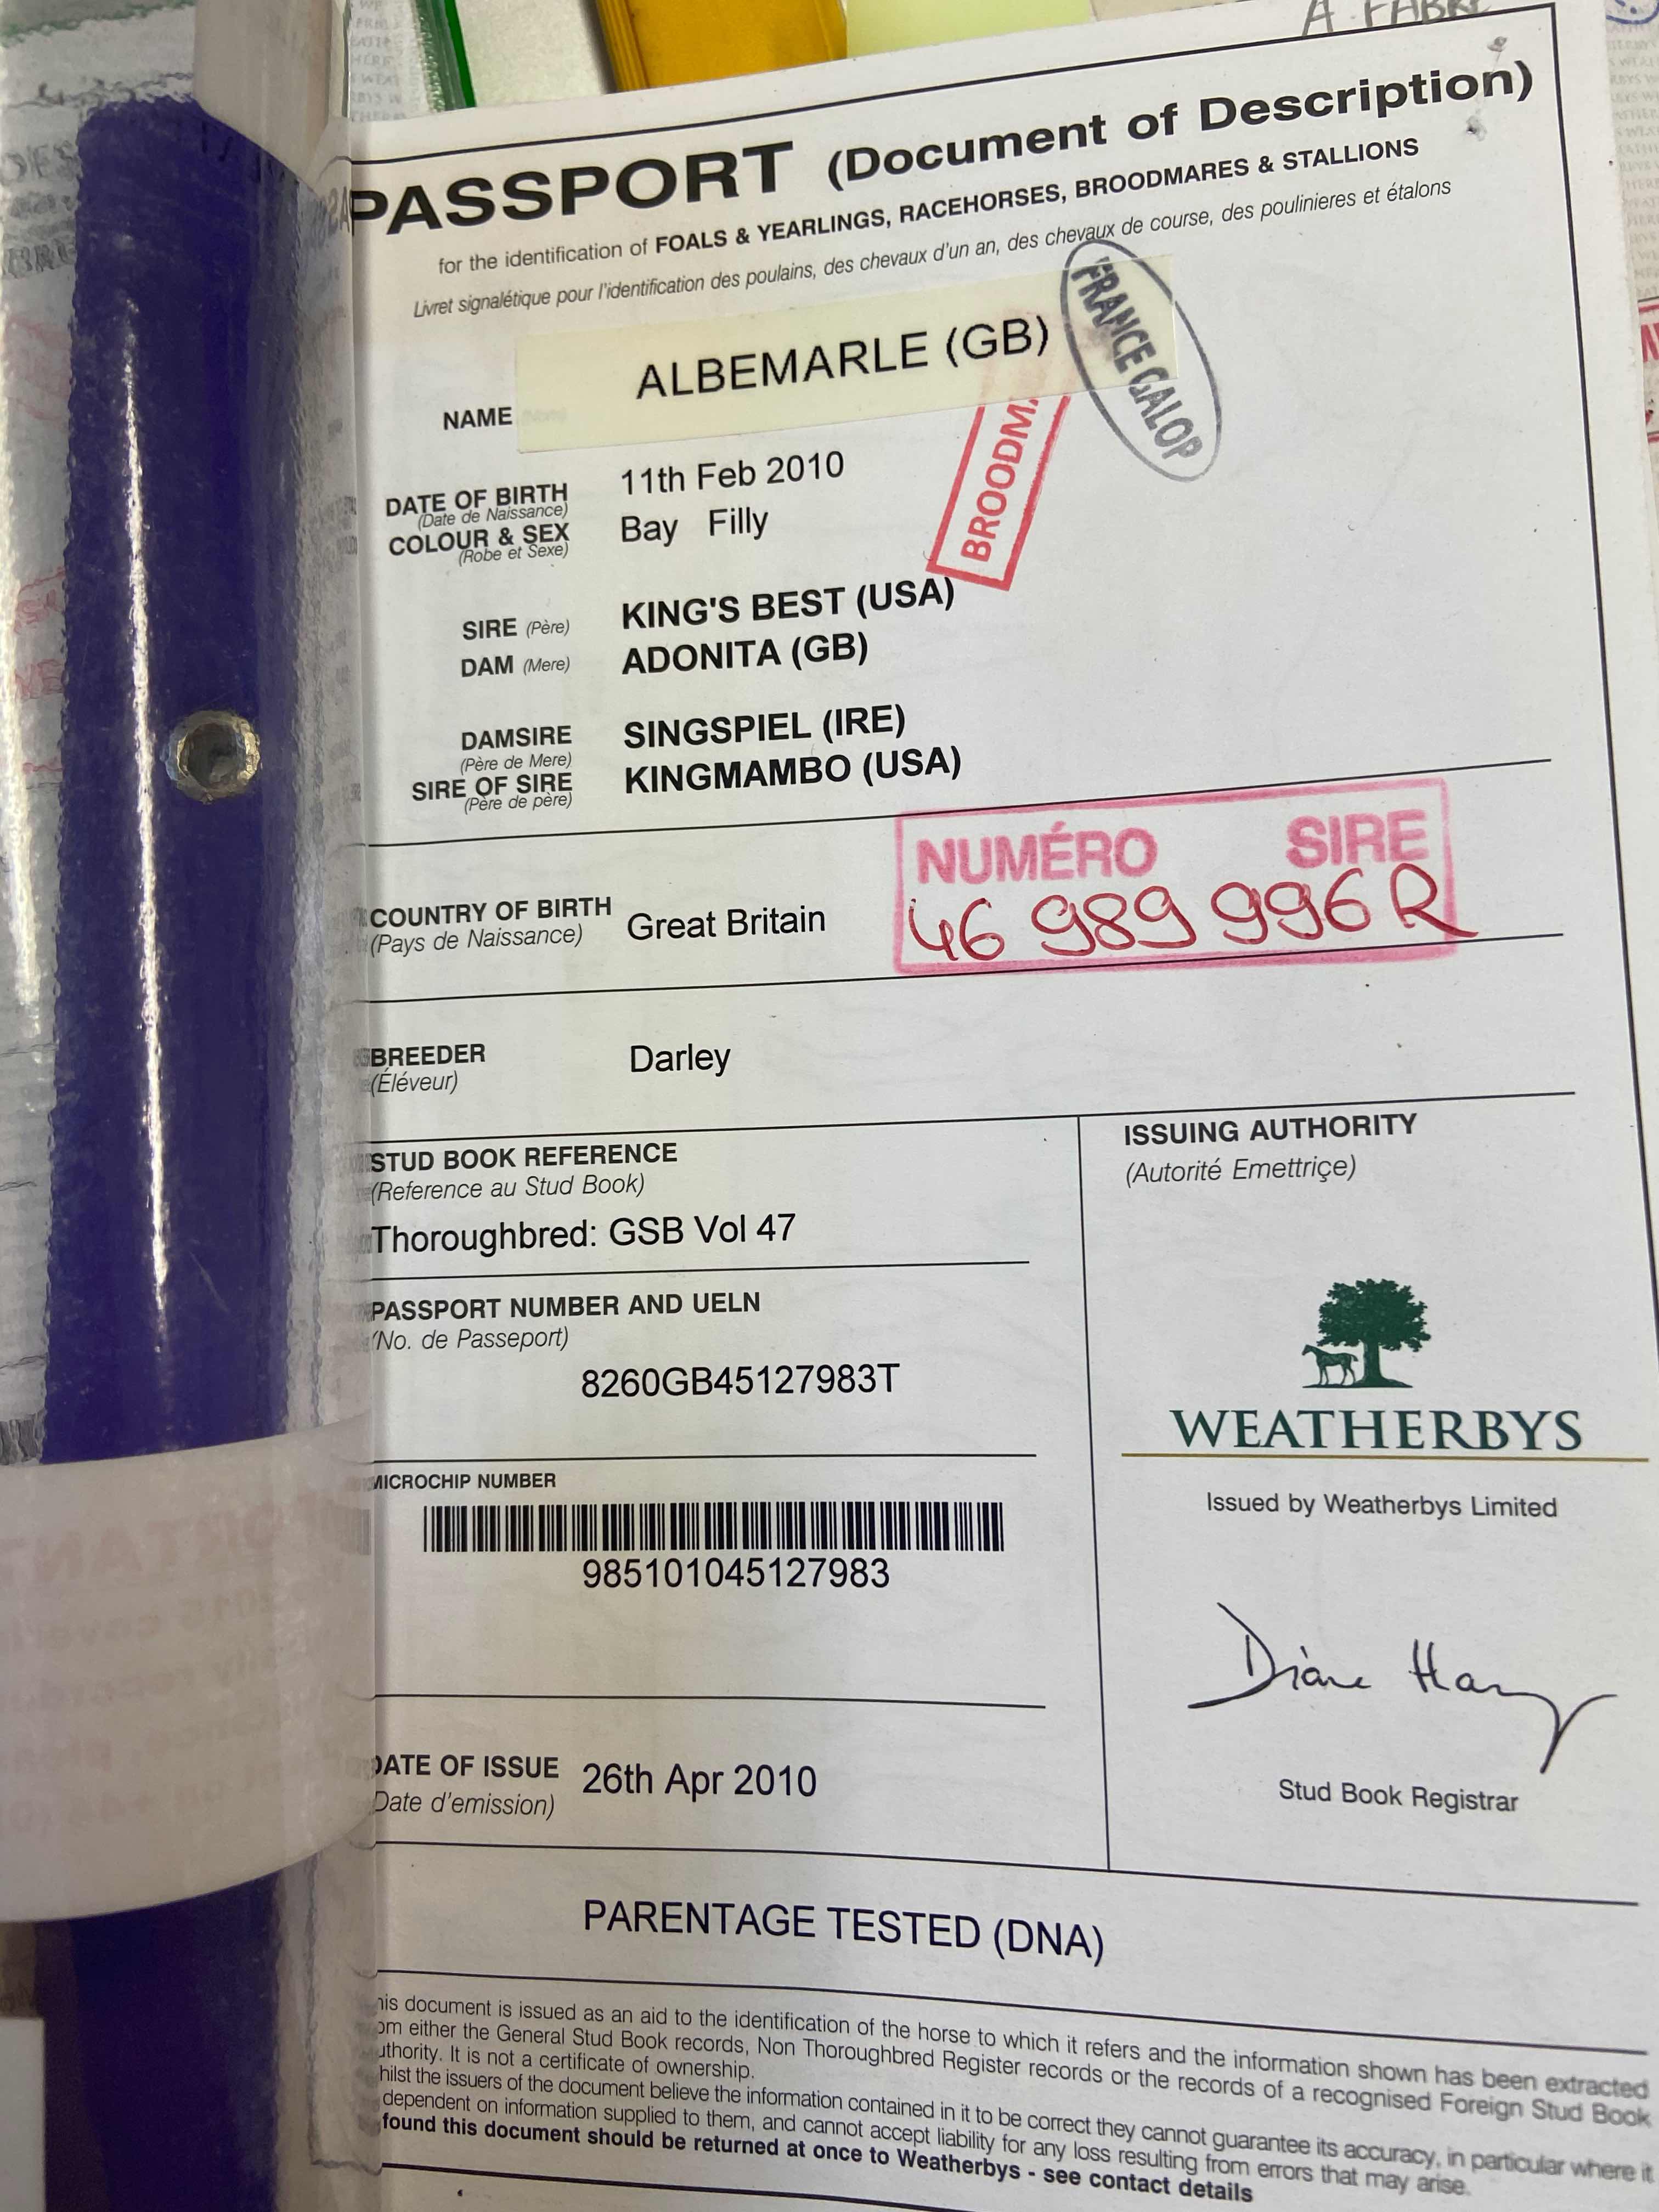 A FABRE
PASSPORT (Document of Description)
for the identification of FOALS & YEARLINGS, RACEHORSES, BROODMARES & STALLIONS
Livret signalétique pour l'identification des poulains, des chevaux d'un an, des chevaux de course, des poulinieres et étalons
FRANCE GALOP
NAME ALBEMARLE (GB)
BROODMA
DATE OF BIRTH 11th Feb 2010
(Date de Naissance)
COLOUR & SEX Bay Filly
(Robe et Sexe)
SIRE (Père) KING'S BEST (USA)
DAM (Mere) ADONITA (GB)
DAMSIRE SINGSPIEL (IRE)
(Père de Mere)
SIRE OF SIRE KINGMAMBO (USA)
(Père de père)
NUMÉRO SIRE
46 989 996 R
COUNTRY OF BIRTH Great Britain
(Pays de Naissance)
BREEDER Darley
(Éléveur)
STUD BOOK REFERENCE
(Reference au Stud Book)
Thoroughbred: GSB Vol 47
PASSPORT NUMBER AND UELN
(No. de Passeport)
8260GB45127983T
MICROCHIP NUMBER
985101045127983
DATE OF ISSUE 26th Apr 2010
Date d'emission)
ISSUING AUTHORITY
(Autorité Emettriçe)
WEATHERBYS
Issued by Weatherbys Limited
Diane Han
Stud Book Registrar
PARENTAGE TESTED (DNA)
his document is issued as an aid to the identification of the horse to which it refers and the information shown has been extracted
om either the General Stud Book records, Non Thoroughbred Register records or the records of a recognised Foreign Stud Book
uthority. It is not a certificate of ownership.
hilst the issuers of the document believe the information contained in it to be correct they cannot guarantee its accuracy, in particular where it
dependent on information supplied to them, and cannot accept liability for any loss resulting from errors that may arise.
found this document should be returned at once to Weatherbys - see contact details